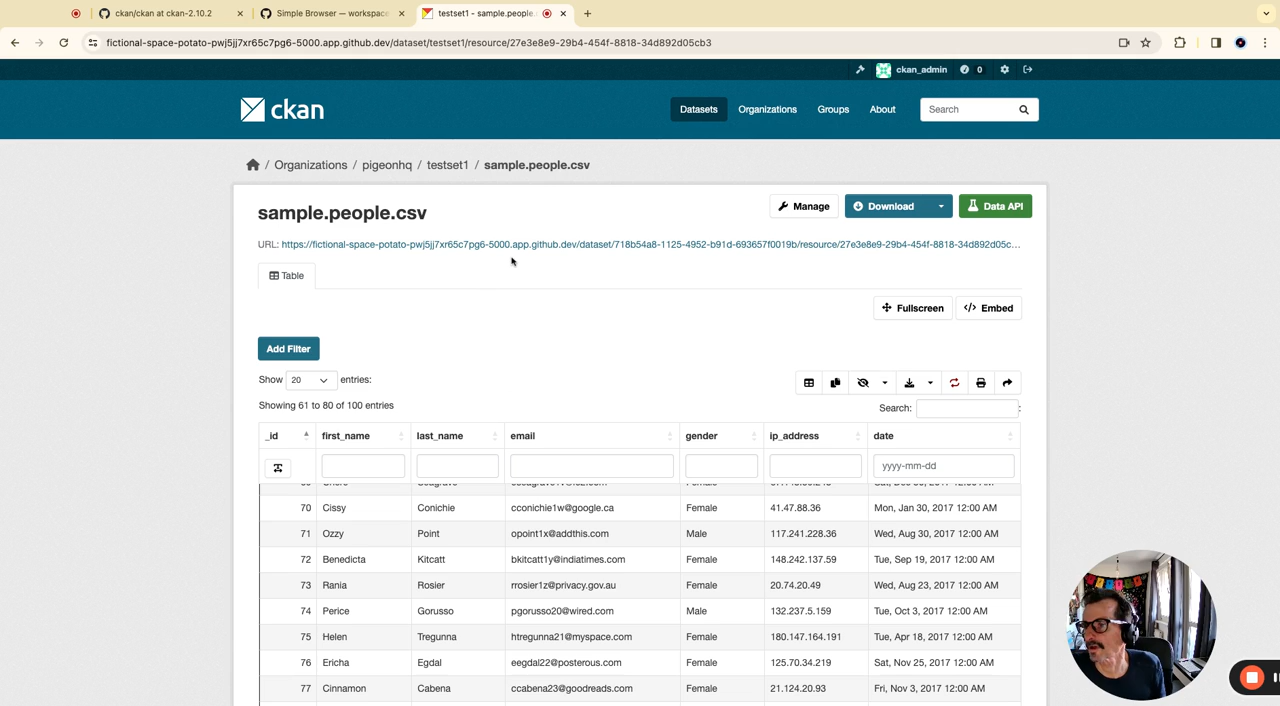 ckan/ckan at ckan-2.10.2
Simple Browser — workspace
testset1 - sample.people.
fictional-space-potato-pwj5jj7xr65c7pg6-5000.app.github.dev/dataset/testset1/resource/27e3e8e9-29b4-454f-8818-34d892d05cb3
ckan_admin 0
ckan
Datasets Organizations Groups About Search
/ Organizations / pigeonhq / testset1 / sample.people.csv
sample.people.csv
Manage Download Data API
URL: https://fictional-space-potato-pwj5jj7xr65c7pg6-5000.app.github.dev/dataset/718b54a8-1125-4952-b91d-693657f0019b/resource/27e3e8e9-29b4-454f-8818-34d892d05c...
Table
Fullscreen Embed
Add Filter
Show 20 entries:
Showing 61 to 80 of 100 entries
Search: :
_id first_name last_name email gender ip_address date
yyyy-mm-dd
70 Cissy Conichie cconichie1w@google.ca Female 41.47.88.36 Mon, Jan 30, 2017 12:00 AM
71 Ozzy Point opoint1x@addthis.com Male 117.241.228.36 Wed, Aug 30, 2017 12:00 AM
72 Benedicta Kitcatt bkitcatt1y@indiatimes.com Female 148.242.137.59 Tue, Sep 19, 2017 12:00 AM
73 Rania Rosier rrosier1z@privacy.gov.au Female 20.74.20.49 Wed, Aug 23, 2017 12:00 AM
74 Perice Gorusso pgorusso20@wired.com Male 132.237.5.159 Tue, Oct 3, 2017 12:00 AM
75 Helen Tregunna htregunna21@myspace.com Female 180.147.164.191 Tue, Apr 18, 2017 12:00 AM
76 Ericha Egdal eegdal22@posterous.com Female 125.70.34.219 Sat, Nov 25, 2017 12:00 AM
77 Cinnamon Cabena ccabena23@goodreads.com Female 21.124.20.93 Fri, Nov 3, 2017 12:00 AM